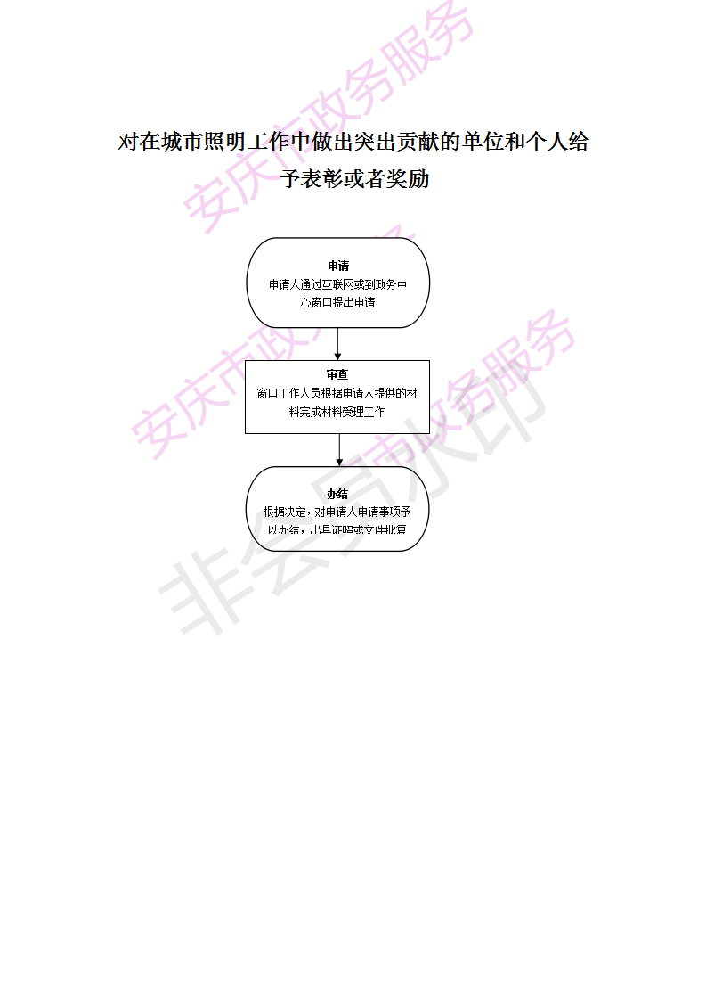 对在城市照明工作中做出突出贡献的单位和个人给
予表彰或者奖励
申请
申请人通过互联网或到政务中
心窗口提出申请
审查
窗口工作人员根据申请人提供的材
料完成材料受理工作
办结
根据决定，对申请人申请事项予
以办结，出具证照或文件批复
安庆市政务服务
安庆市政务服务
市政务服务
非会员水印